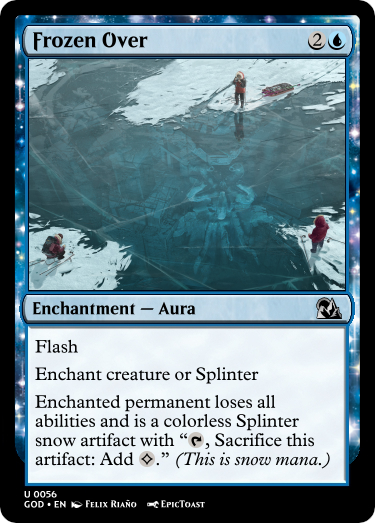 Frozen Over 2
Enchantment — Aura
Flash
Enchant creature or Splinter
Enchanted permanent loses all
abilities and is a colorless Splinter
snow artifact with “, Sacrifice this
artifact: Add .” (This is snow mana.)
U 0056
GOD • EN Felix Riaño EpicToast